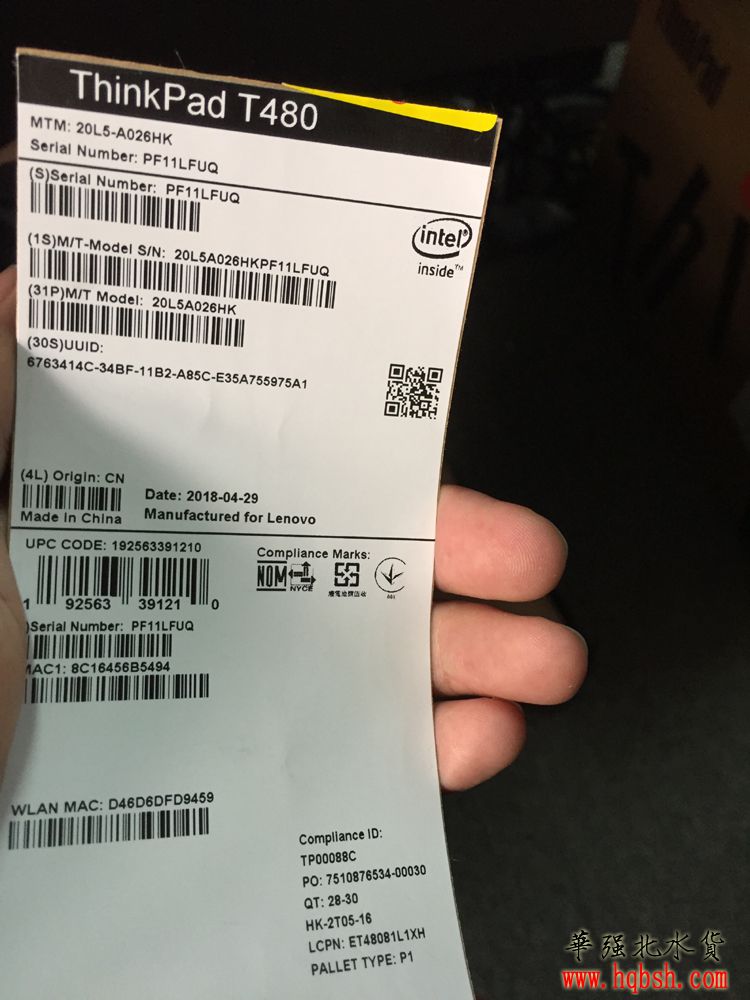 ThinkPad T480
MTM: 20L5-A026HK
Serial Number: PF11LFUQ
(S)Serial Number: PF11LFUQ
(1S)M/T-Model S/N: 20L5A026HKPF11LFUQ
(31P)M/T Model: 20L5A026HK
(30S)UUID:
6763414C-34BF-11B2-A85C-E35A755975A1
intel
inside™
(4L) Origin: CN
Made in China
Date: 2018-04-29
Manufactured for Lenovo
UPC CODE: 192563391210
1 92563 39121 0
Compliance Marks:
NOM
NYCE
)Serial Number: PF11LFUQ
MAC1: 8C16456B5494
WLAN MAC: D46D6DFD9459
Compliance ID:
TP00088C
PO: 7510876534-00030
QT: 28-30
HK-2T05-16
LCPN: ET48081L1XH
PALLET TYPE: P1
華强北水貨
www.hqbsh.com